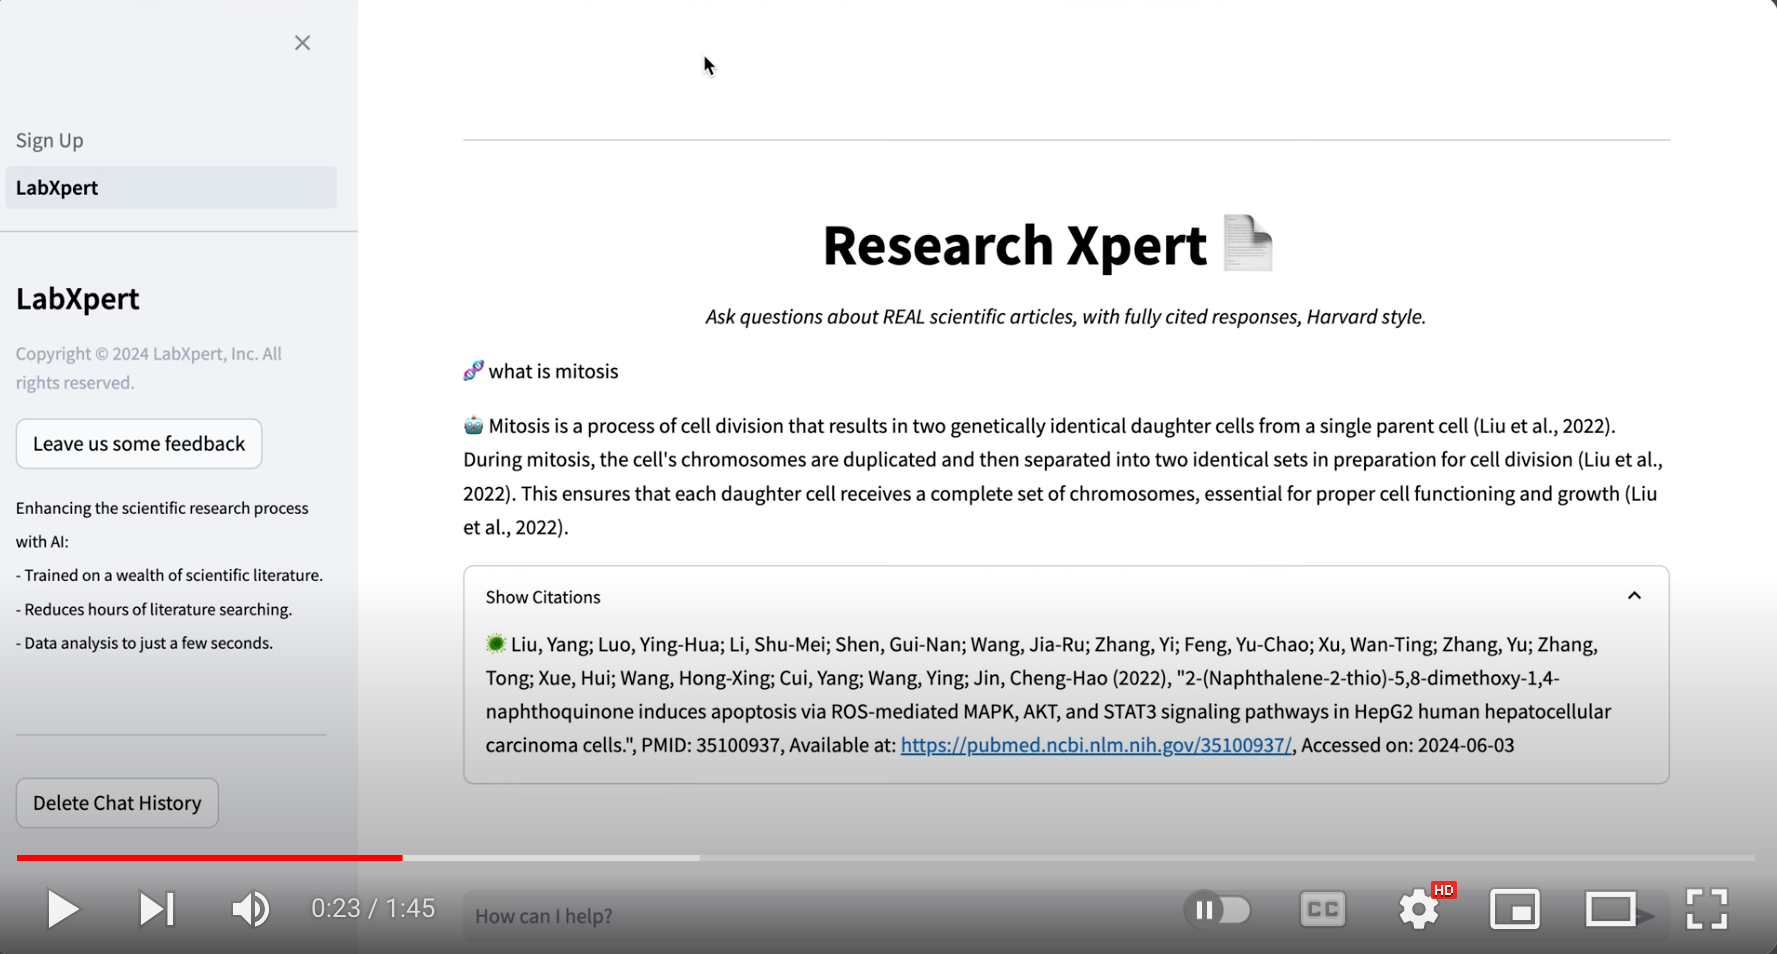 Sign Up
LabXpert
LabXpert
Copyright © 2024 LabXpert, Inc. All
rights reserved.
Leave us some feedback
Enhancing the scientific research process
with AI:
- Trained on a wealth of scientific literature.
- Reduces hours of literature searching.
- Data analysis to just a few seconds.
Delete Chat History
Research Xpert
Ask questions about REAL scientific articles, with fully cited responses, Harvard style.
what is mitosis
Mitosis is a process of cell division that results in two genetically identical daughter cells from a single parent cell (Liu et al., 2022).
During mitosis, the cell's chromosomes are duplicated and then separated into two identical sets in preparation for cell division (Liu et al.,
2022). This ensures that each daughter cell receives a complete set of chromosomes, essential for proper cell functioning and growth (Liu
et al., 2022).
Show Citations
Liu, Yang; Luo, Ying-Hua; Li, Shu-Mei; Shen, Gui-Nan; Wang, Jia-Ru; Zhang, Yi; Feng, Yu-Chao; Xu, Wan-Ting; Zhang, Yu; Zhang,
Tong; Xue, Hui; Wang, Hong-Xing; Cui, Yang; Wang, Ying; Jin, Cheng-Hao (2022), "2-(Naphthalene-2-thio)-5,8-dimethoxy-1,4-
naphthoquinone induces apoptosis via ROS-mediated MAPK, AKT, and STAT3 signaling pathways in HepG2 human hepatocellular
carcinoma cells.", PMID: 35100937, Available at: https://pubmed.ncbi.nlm.nih.gov/35100937/, Accessed on: 2024-06-03
How can I help?
0:23 / 1:45
CC
HD